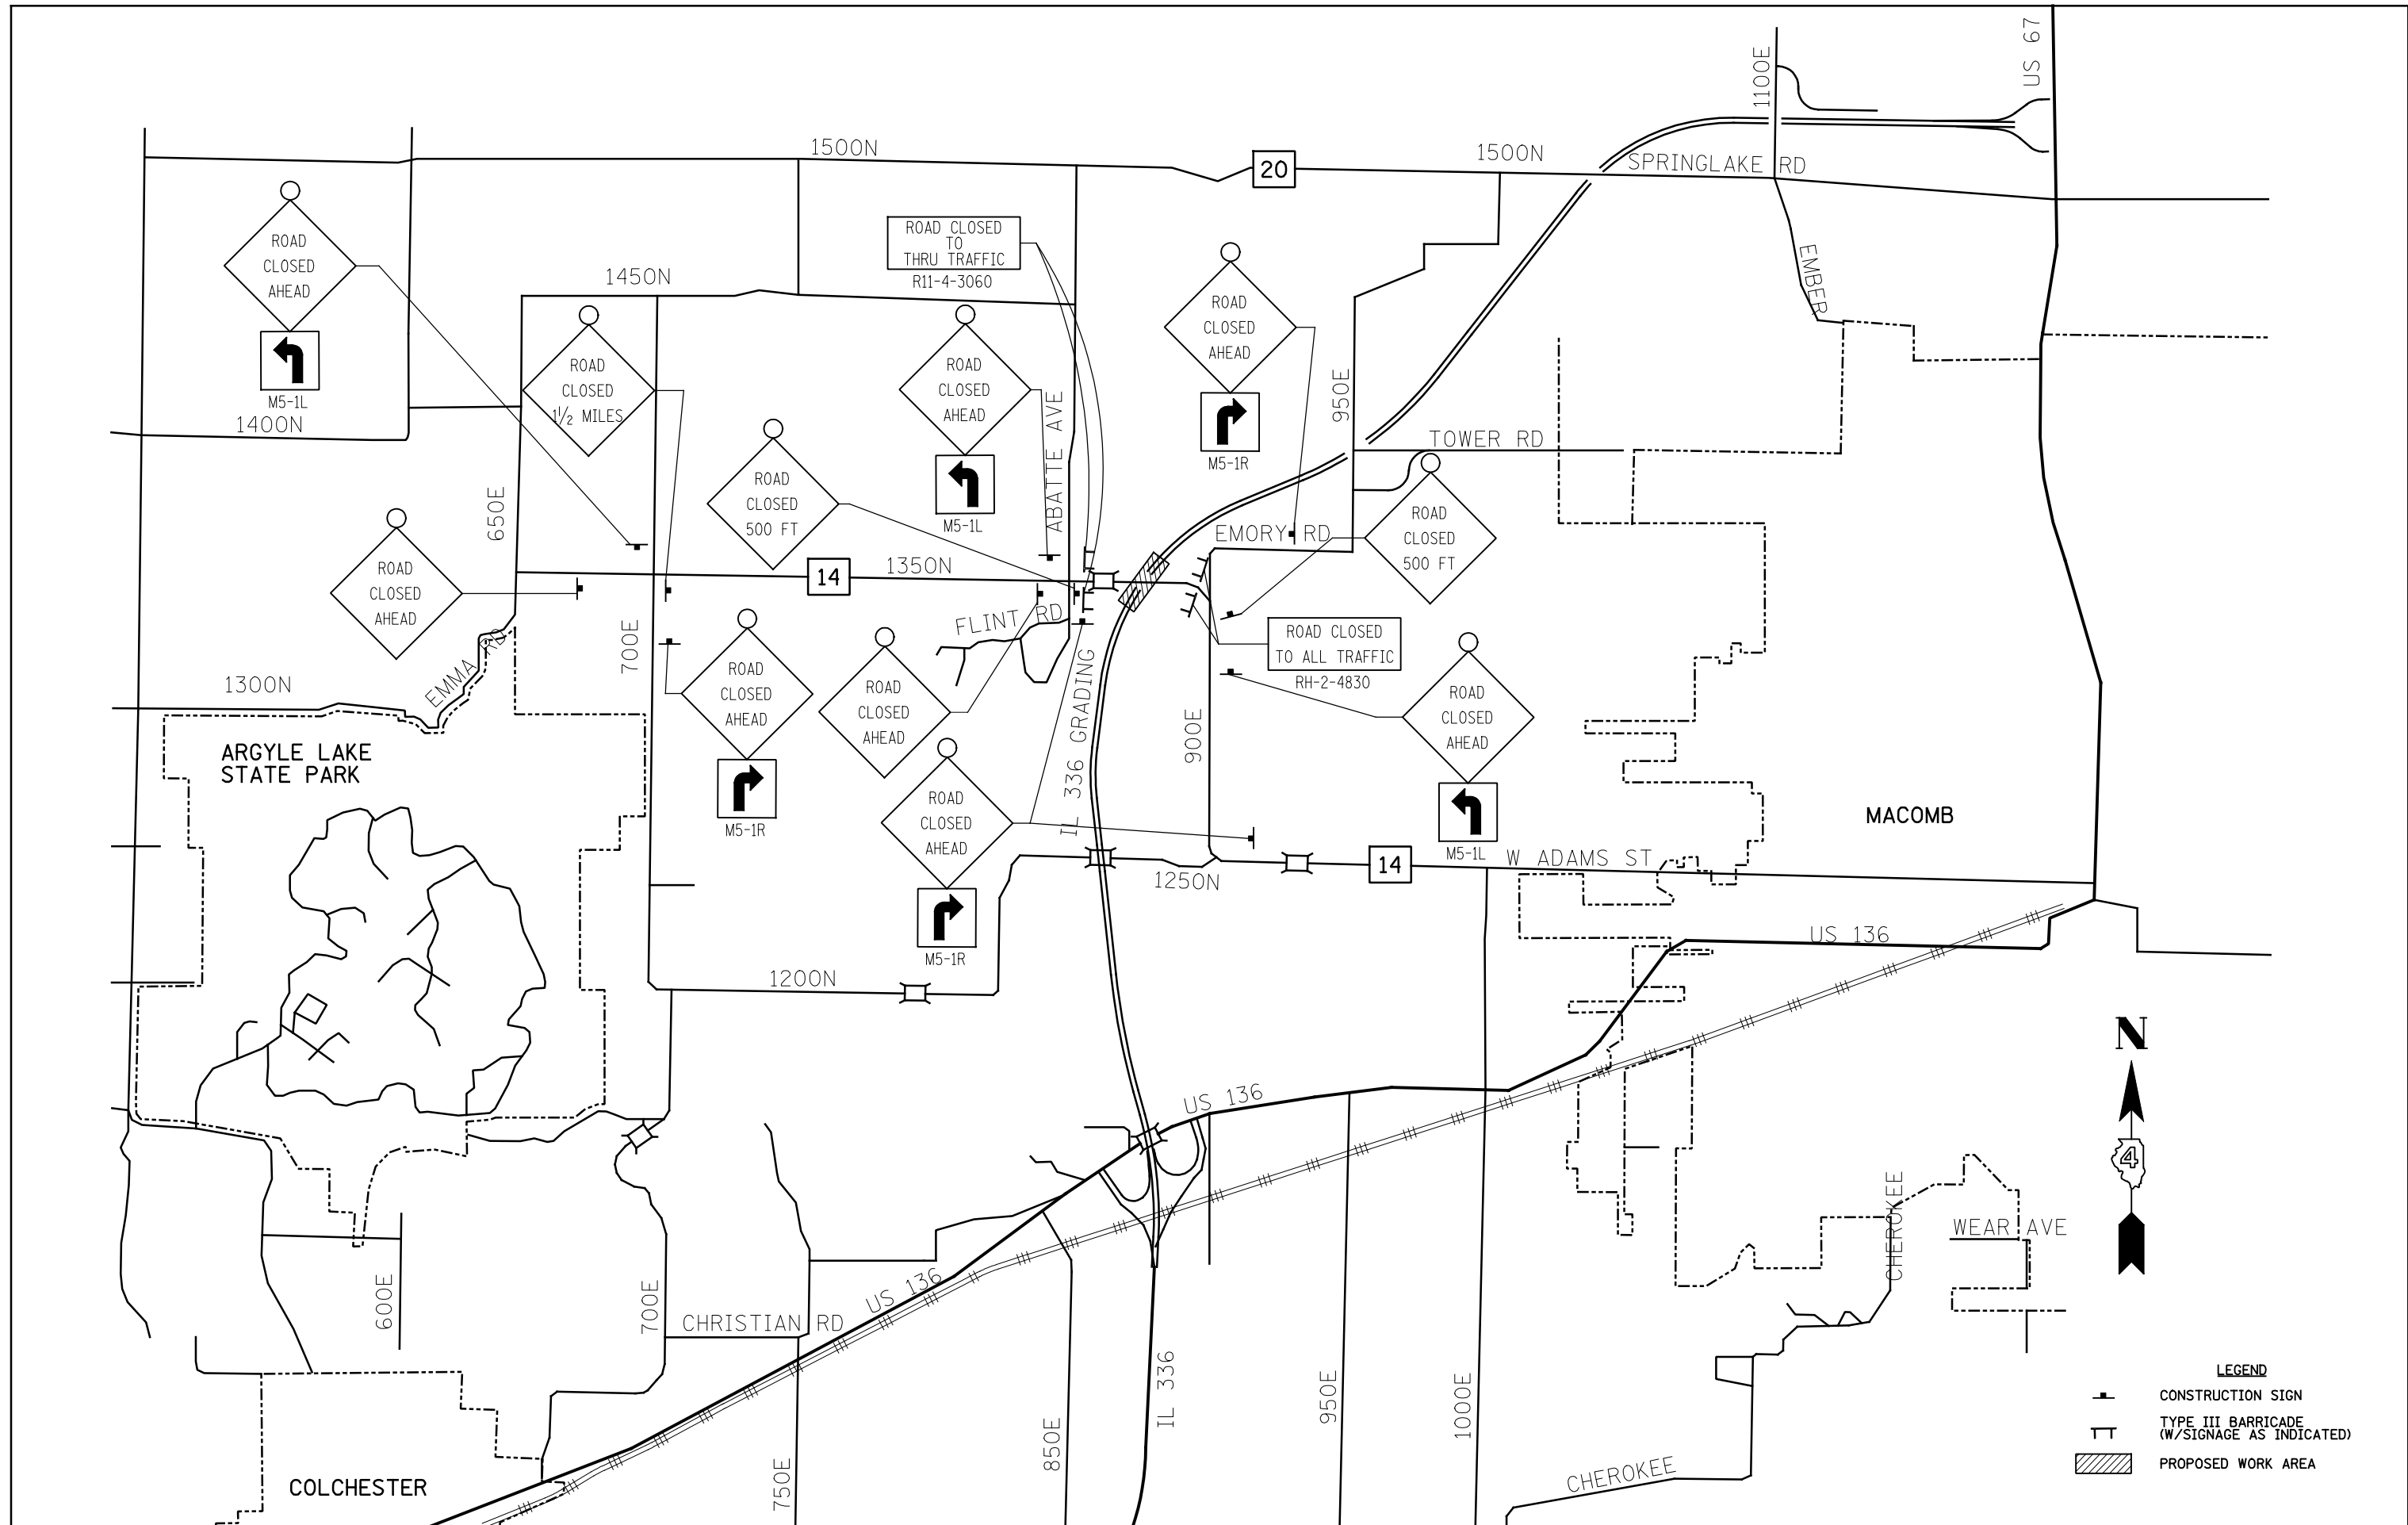 US 67
1100E
1500N
20
1500N
SPRINGLAKE RD
ROAD
CLOSED
AHEAD
M5-1L
1400N
1450N
ROAD
CLOSED
1 1/2 MILES
ROAD CLOSED
TO
THRU TRAFFIC
R11-4-3060
ROAD
CLOSED
AHEAD
M5-1L
ABATTE AVE
ROAD
CLOSED
AHEAD
M5-1R
950E
EMBER
TOWER RD
ROAD
CLOSED
500 FT
650E
ROAD
CLOSED
AHEAD
EMORY RD
ROAD
CLOSED
500 FT
14
1350N
FLINT RD
700E
EMMA RD
1300N
ROAD
CLOSED
AHEAD
M5-1R
ROAD
CLOSED
AHEAD
ROAD CLOSED
TO ALL TRAFFIC
RH-2-4830
ROAD
CLOSED
AHEAD
M5-1L
900E
IL 336 GRADING
ARGYLE LAKE
STATE PARK
ROAD
CLOSED
AHEAD
M5-1R
MACOMB
14
W ADAMS ST
1250N
1200N
US 136
N
4
US 136
CHEROKEE
WEAR AVE
600E
700E
CHRISTIAN RD
US 136
IL 336
850E
750E
950E
1000E
CHEROKEE
COLCHESTER
LEGEND
CONSTRUCTION SIGN
TYPE III BARRICADE
(W/SIGNAGE AS INDICATED)
PROPOSED WORK AREA